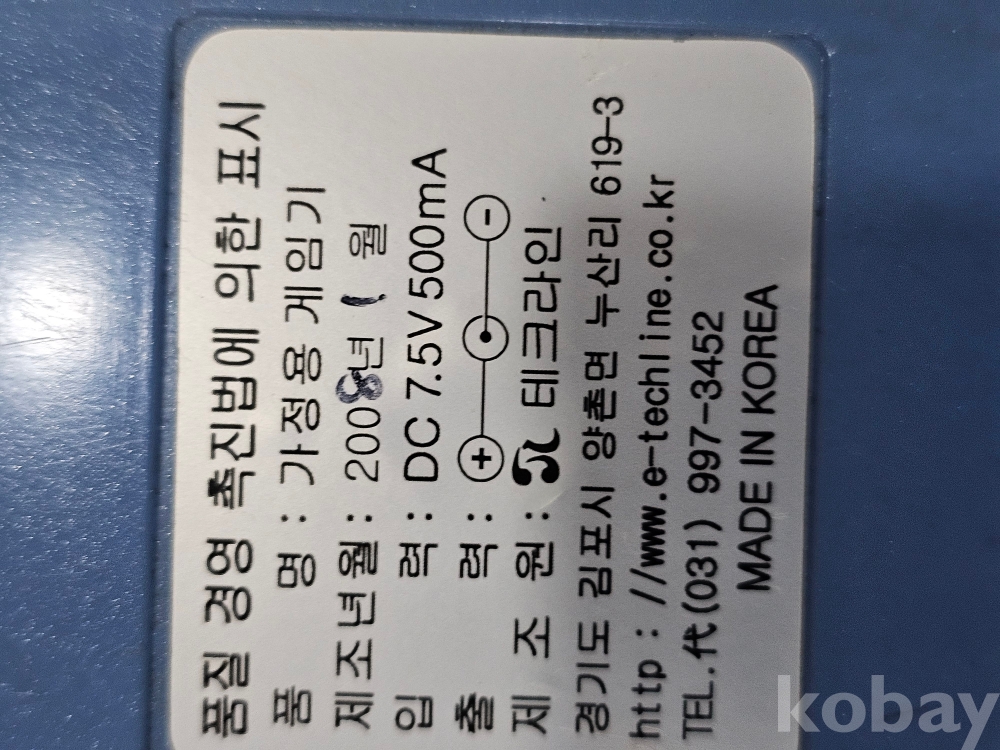 품질 경영 촉진법에 의한 표시
품 명 : 가정용 게임기
제조년월 : 2008년 1 월
입 력 : DC 7.5V 500mA
출 력 : + -
제 조 원 : 테크라인
경기도 김포시 양촌면 누산리 619-3
http : //www.e-techline.co.kr
TEL.代(031) 997-3452
MADE IN KOREA
kobay